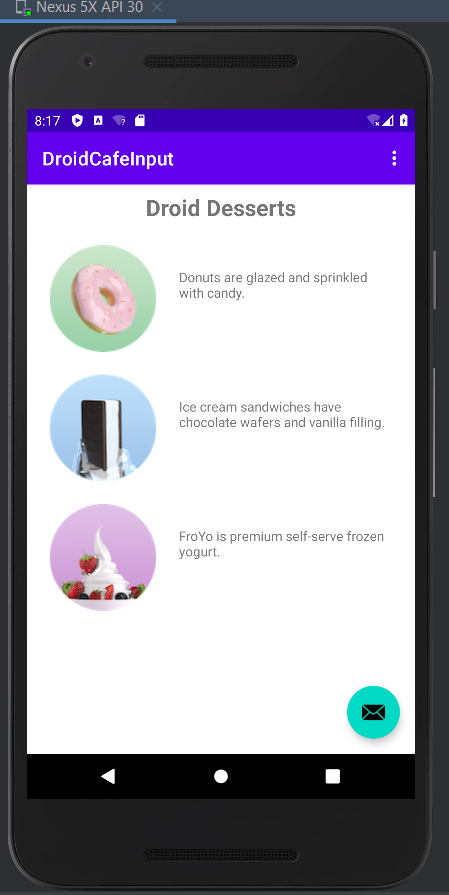 Nexus 5X API 30
8:17
DroidCafeInput
Droid Desserts
Donuts are glazed and sprinkled
with candy.
Ice cream sandwiches have
chocolate wafers and vanilla filling.
FroYo is premium self-serve frozen
yogurt.